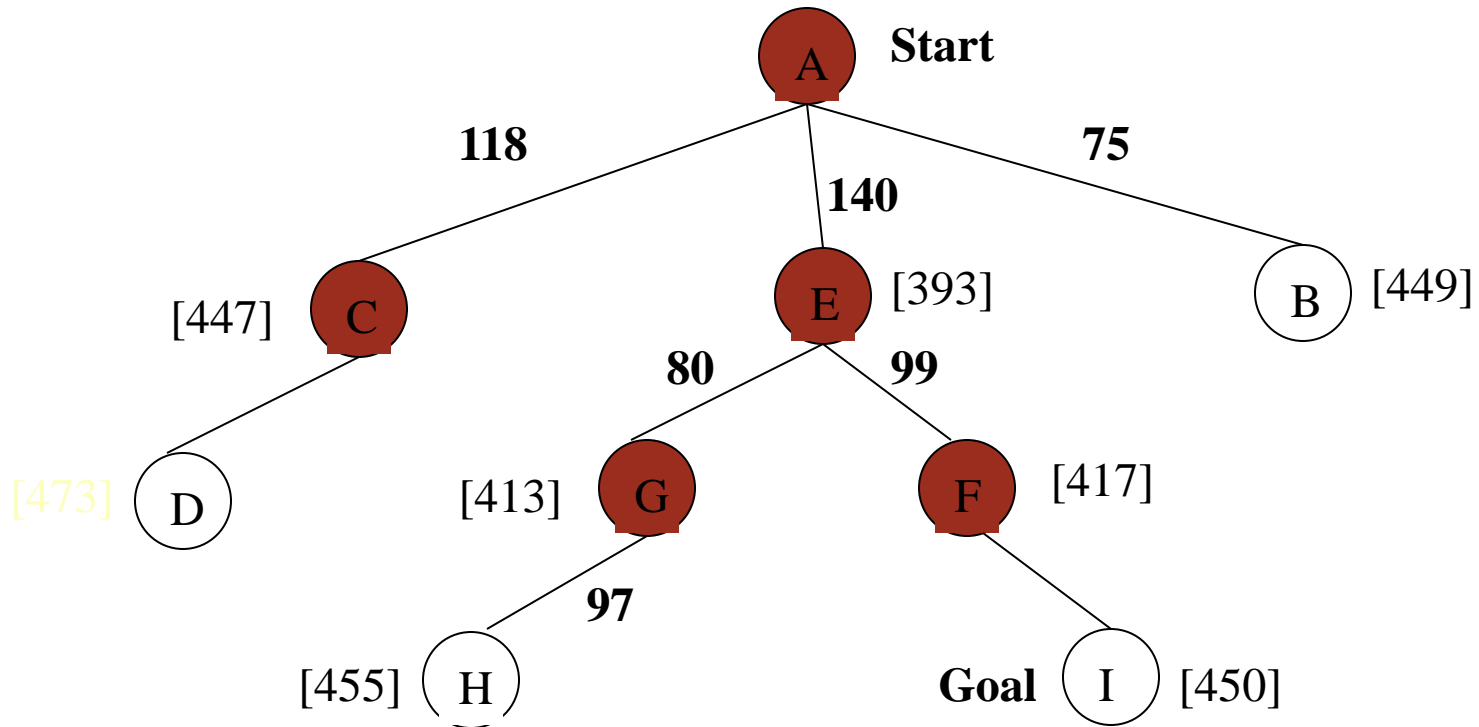 A Start
118 140 75
[447] C E [393] B [449]
80 99
[473] D [413] G F [417]
97
[455] H Goal I [450]